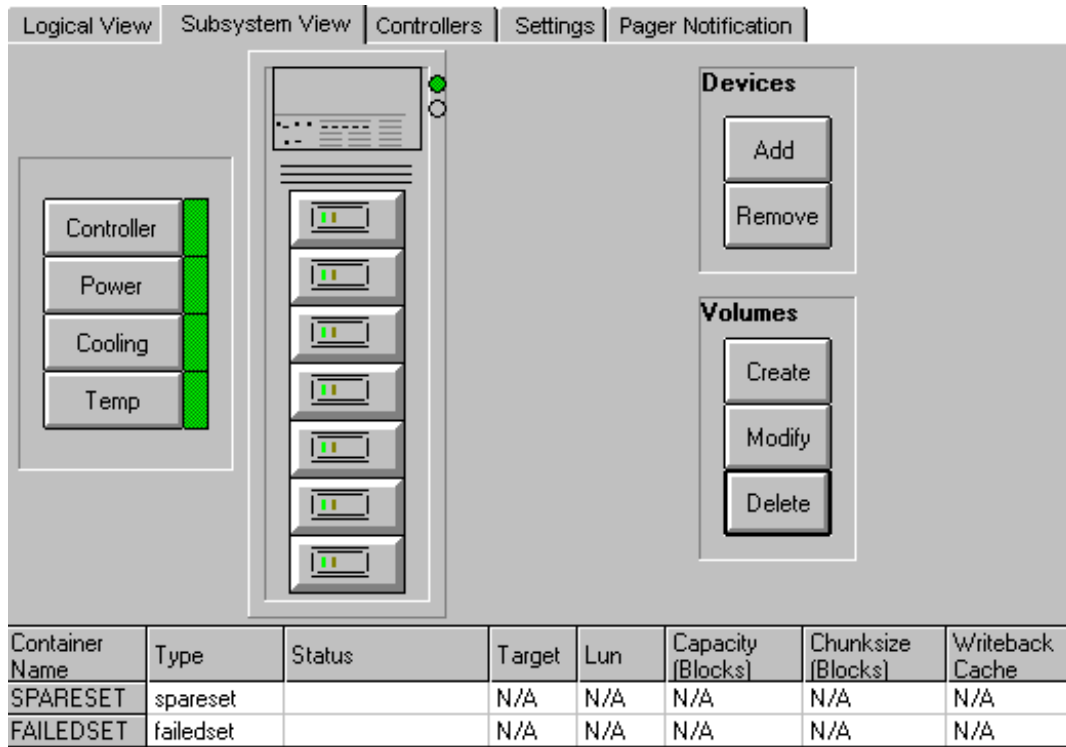 Logical View Subsystem View Controllers Settings Pager Notification
Devices
Add
Remove
Controller
Power
Cooling
Temp
Volumes
Create
Modify
Delete
Container Name Type Status Target Lun Capacity (Blocks) Chunksize (Blocks) Writeback Cache
SPARESET spareset N/A N/A N/A N/A N/A
FAILEDSET failedset N/A N/A N/A N/A N/A